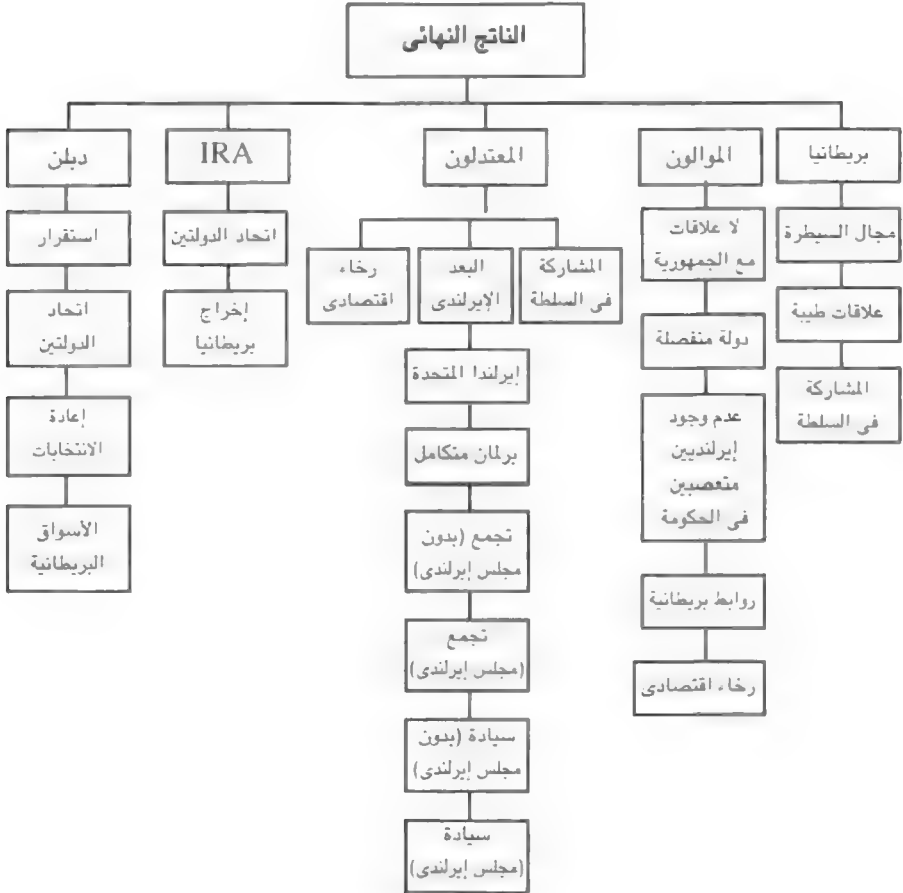 الناتج النهائى
بريطانيا
مجال السيطرة
علاقات طيبة
المشاركة
فى السلطة
الموالون
لا علاقات
مع الجمهورية
دولة منفصلة
عدم وجود
إيرلنديين
متعصبين
فى الحكومة
روابط بريطانية
رخاء اقتصادى
المعتدلون
المشاركة
فى السلطة
البعد
الإيرلندى
إيرلندا المتحدة
برلمان متكامل
تجمع (بدون
مجلس إيرلندى)
تجمع
(مجلس إيرلندى)
سيادة (بدون
مجلس إيرلندى)
سيادة
(مجلس إيرلندى)
رخاء
اقتصادى
IRA
اتحاد الدولتين
إخراج
بريطانيا
دبلن
استقرار
اتحاد
الدولتين
إعادة
الانتخابات
الأسواق
البريطانية